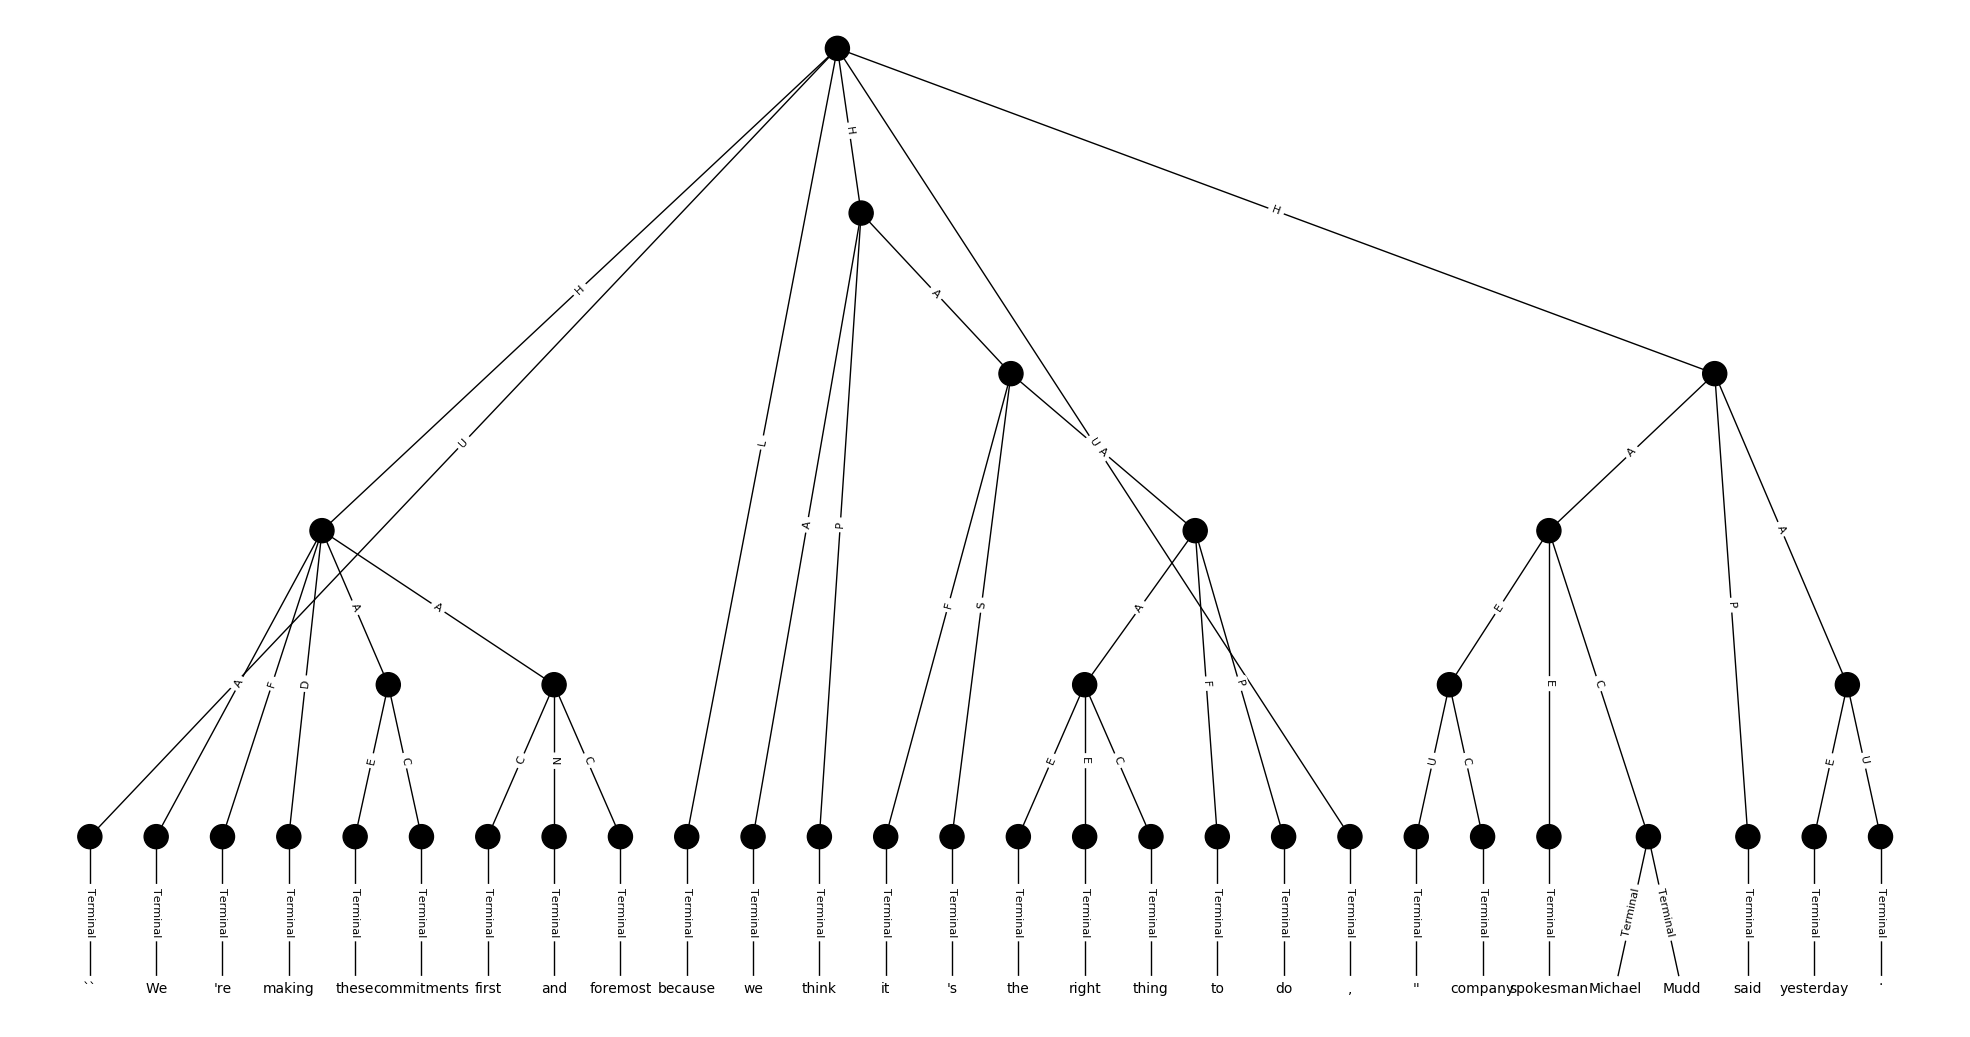 H
H
H
A
U
L
U
A
A
A
P
A
A
A
F
S
A
E
P
A
F
D
F
P
E
C
E
C
C
N
C
E
E
C
U
C
E
U
Terminal Terminal Terminal Terminal Terminal Terminal Terminal Terminal Terminal Terminal Terminal Terminal Terminal Terminal Terminal Terminal Terminal Terminal Terminal Terminal Terminal Terminal Terminal Terminal Terminal Terminal Terminal Terminal
`` We 're making these commitments first and foremost because we think it 's the right thing to do , " company spokesman Michael Mudd said yesterday .